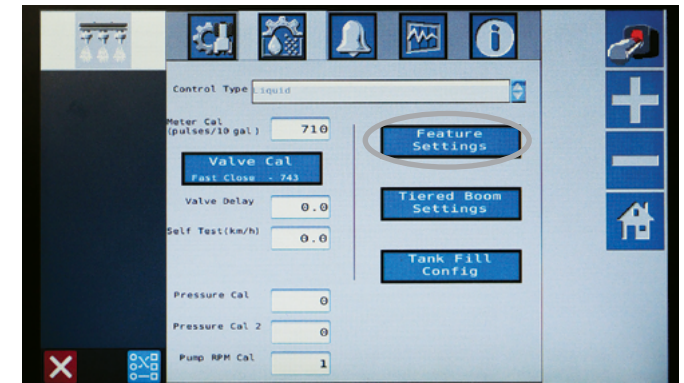 Control Type Liquid
Meter Cal
(pulses/10 gal)
710
Valve Cal
Fast Close - 743
Valve Delay
0.0
Self Test(km/h)
0.0
Feature
Settings
Tiered Boom
Settings
Tank Fill
Config
Pressure Cal
0
Pressure Cal 2
0
Pump RPM Cal
1